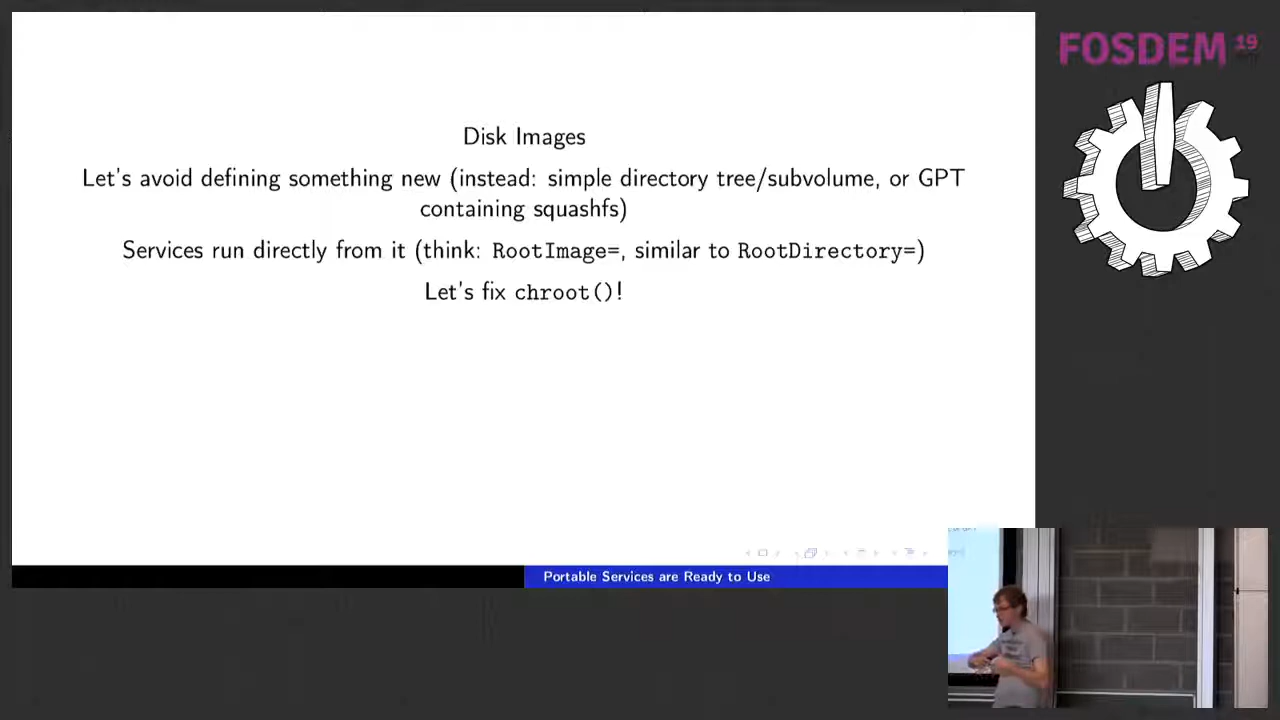 Disk Images
Let's avoid defining something new (instead: simple directory tree/subvolume, or GPT
containing squashfs)
Services run directly from it (think: RootImage=, similar to RootDirectory=)
Let's fix chroot()!
Portable Services are Ready to Use
FOSDEM 19